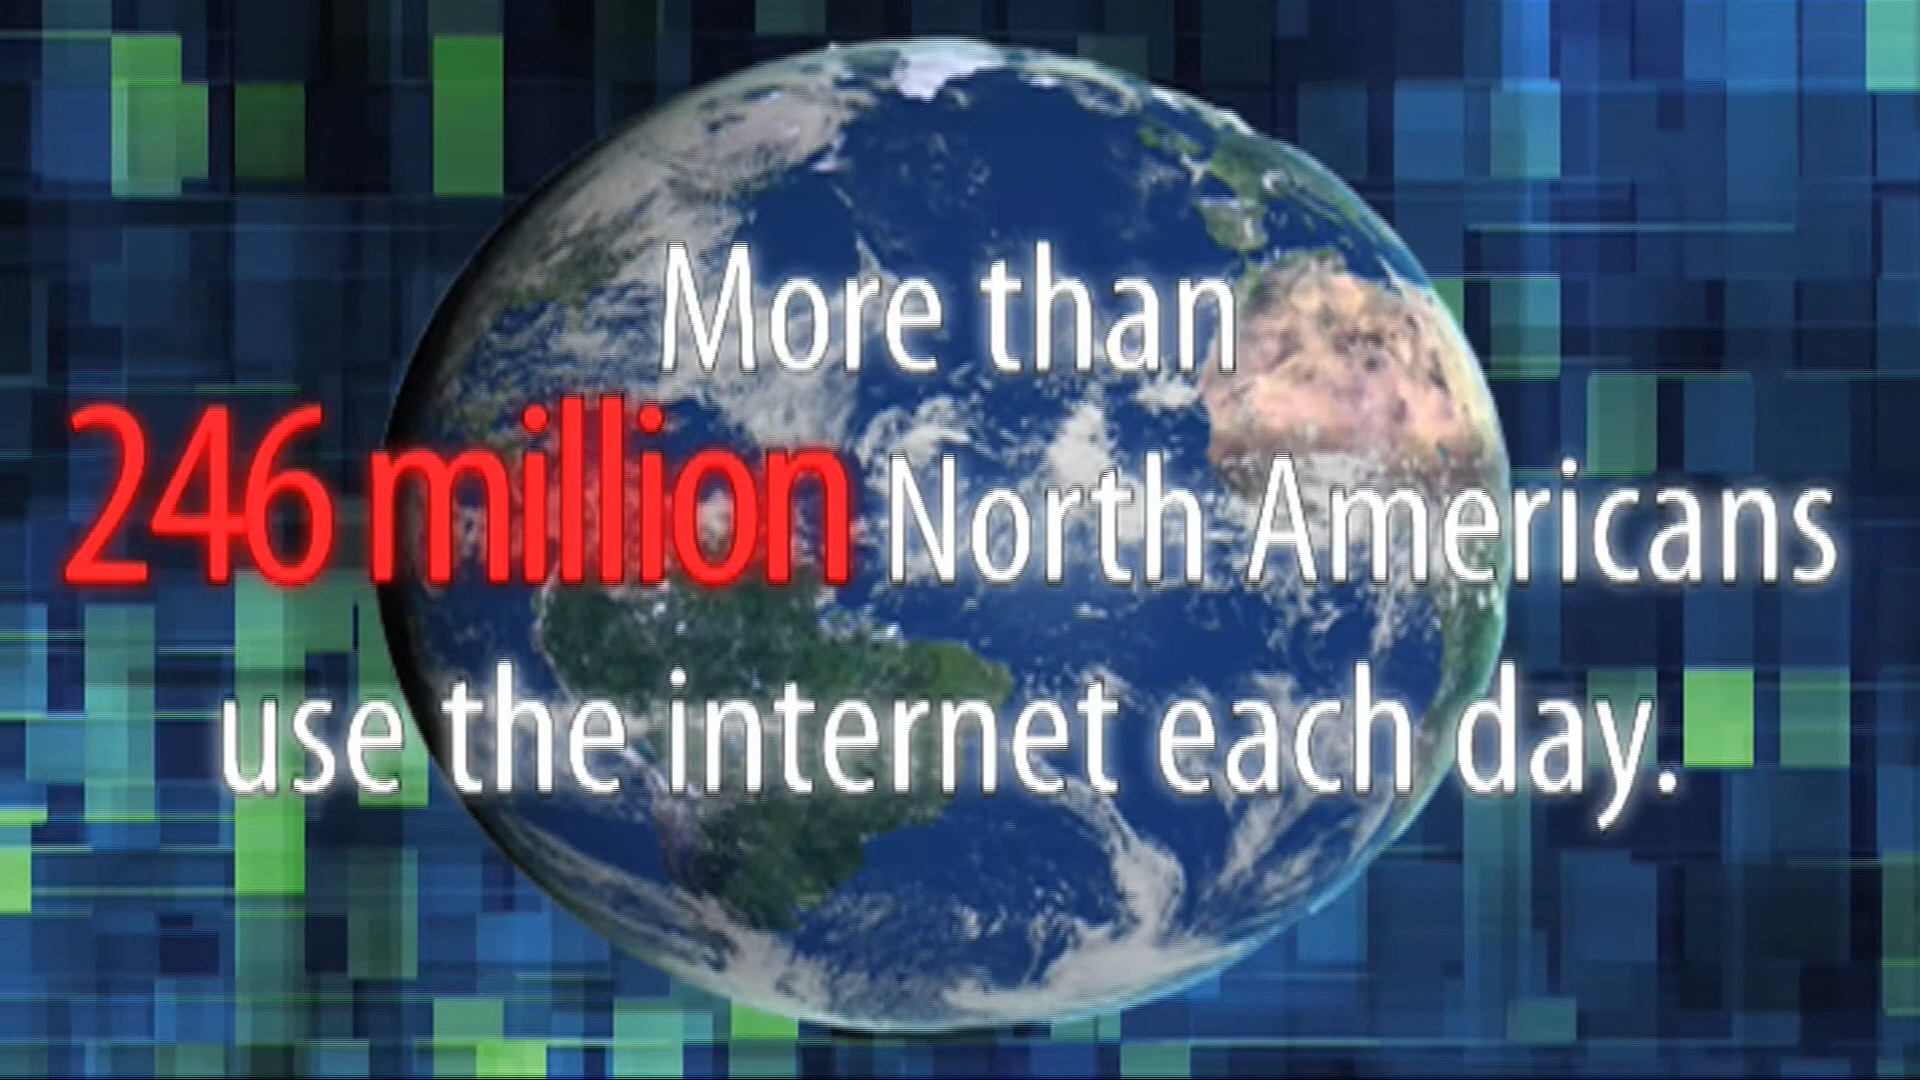 More than
246 million North Americans
use the internet each day.